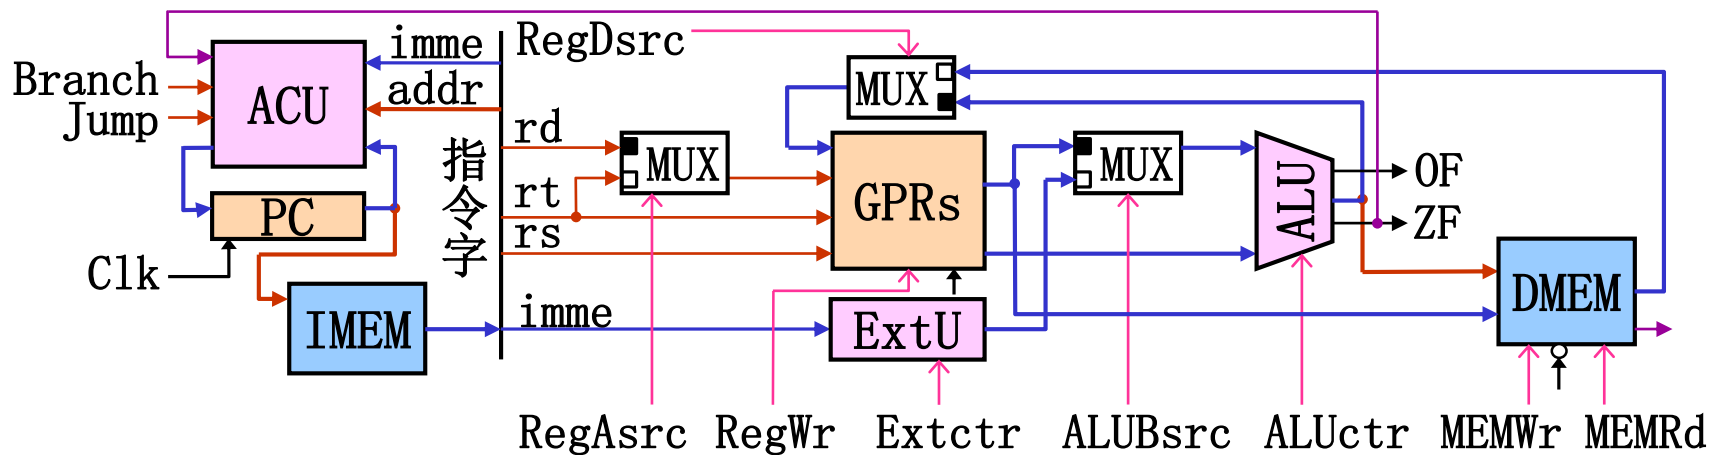 RegDsrc
imme
Branch
ACU
addr
MUX
Jump
rd
指令字
MUX
MUX
rt
GPRs
ALU
OF
PC
rs
ZF
Clk
IMEM
imme
ExtU
DMEM
RegAsrc
RegWr
Extctr
ALUBsrc
ALUctr
MEMWr
MEMRd